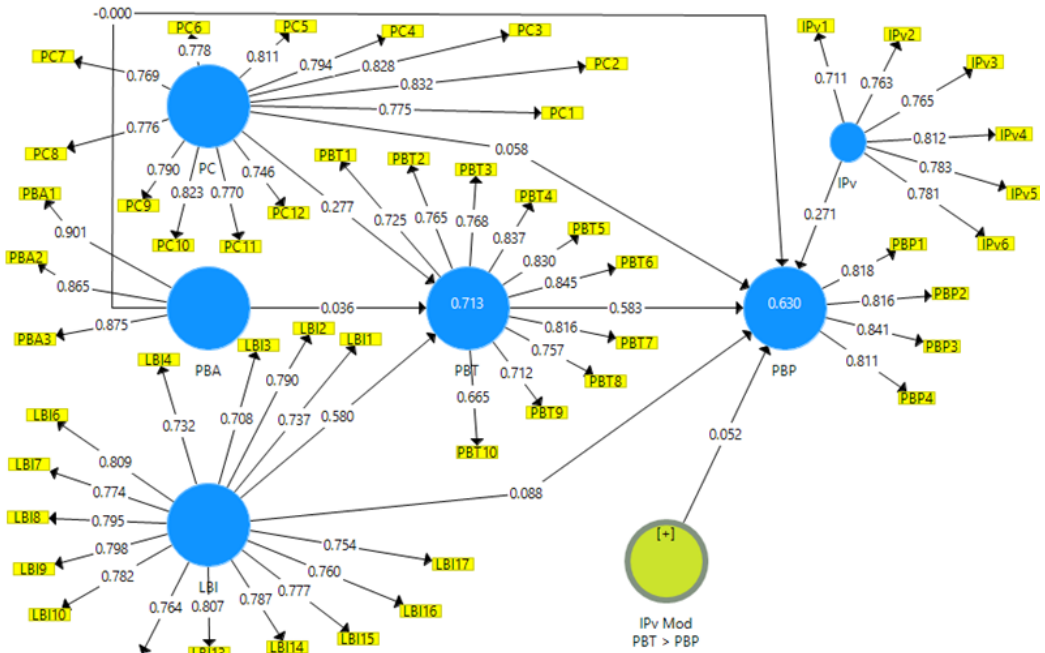 -0.000
PC6
PC5
PC4
PC3
IPv1
IPv2
PC7
0.778
0.811
0.794
0.828
PC2
IPv3
0.769
0.832
0.711
0.763
0.765
0.775
PC1
0.812
IPv4
0.776
PC8
PC
0.058
IPv
0.783
IPv5
0.790
0.823
0.770
0.746
PBT1
PBT2
PBT3
0.781
PBA1
PC9
PC10
PC11
PC12
0.277
0.725
0.765
0.768
PBT4
0.271
IPv6
0.901
0.837
PBT5
PBP1
PBA2
0.830
PBT6
0.818
0.865
0.845
0.816
PBP2
0.036
0.713
0.583
0.630
0.875
0.816
PBT7
0.841
PBP3
PBA3
LBI4
LBI3
LBI2
LBI1
0.757
0.811
PBA
PBT
0.712
PBT8
PBP
PBP4
0.790
0.665
LBI6
0.732
0.708
0.737
0.580
PBT9
PBT10
0.052
LBI7
0.809
0.774
LBI8
0.795
0.088
LBI9
0.798
0.754
LBI17
[+]
0.782
0.760
LBI
0.777
LBI10
0.764
0.807
0.787
LBI16
LBI15
LBI14
LBI13
IPv Mod
PBT > PBP